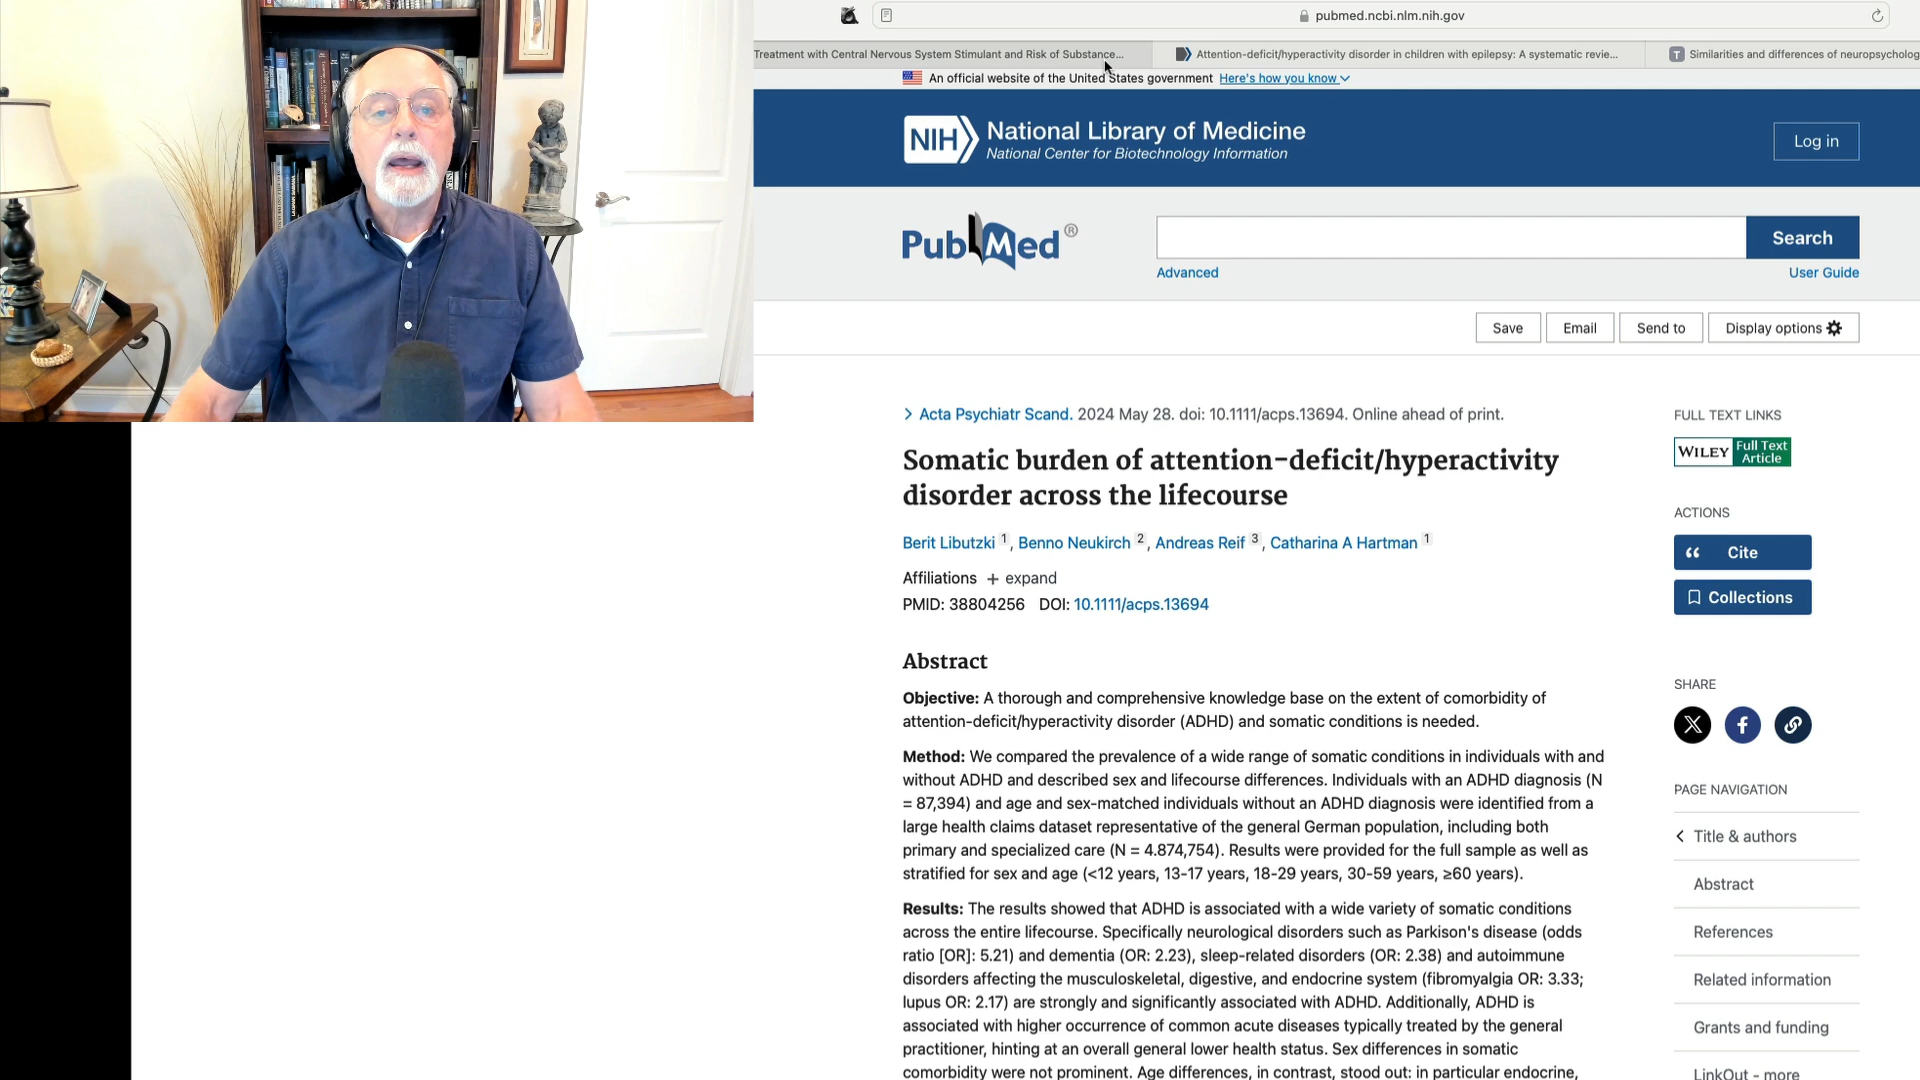 pubmed.ncbi.nlm.nih.gov
Treatment with Central Nervous System Stimulant and Risk of Substance...
Attention-deficit/hyperactivity disorder in children with epilepsy: A systematic revie...
T
Similarities and differences of neuropsycholog
An official website of the United States government Here's how you know
NIH
National Library of Medicine
National Center for Biotechnology Information
Log in
PubMed®
Search
Advanced
User Guide
Save
Email
Send to
Display options
Acta Psychiatr Scand. 2024 May 28. doi: 10.1111/acps.13694. Online ahead of print.
Somatic burden of attention-deficit/hyperactivity
disorder across the lifecourse
Berit Libutzki 1, Benno Neukirch 2, Andreas Reif 3, Catharina A Hartman 1
Affiliations + expand
PMID: 38804256 DOI: 10.1111/acps.13694
Abstract
Objective: A thorough and comprehensive knowledge base on the extent of comorbidity of
attention-deficit/hyperactivity disorder (ADHD) and somatic conditions is needed.
Method: We compared the prevalence of a wide range of somatic conditions in individuals with and
without ADHD and described sex and lifecourse differences. Individuals with an ADHD diagnosis (N
= 87,394) and age and sex-matched individuals without an ADHD diagnosis were identified from a
large health claims dataset representative of the general German population, including both
primary and specialized care (N = 4.874,754). Results were provided for the full sample as well as
stratified for sex and age (<12 years, 13-17 years, 18-29 years, 30-59 years, ≥60 years).
Results: The results showed that ADHD is associated with a wide variety of somatic conditions
across the entire lifecourse. Specifically neurological disorders such as Parkison's disease (odds
ratio [OR]: 5.21) and dementia (OR: 2.23), sleep-related disorders (OR: 2.38) and autoimmune
disorders affecting the musculoskeletal, digestive, and endocrine system (fibromyalgia OR: 3.33;
lupus OR: 2.17) are strongly and significantly associated with ADHD. Additionally, ADHD is
associated with higher occurrence of common acute diseases typically treated by the general
practitioner, hinting at an overall general lower health status. Sex differences in somatic
comorbidity were not prominent. Age differences, in contrast, stood out: in particular endocrine,
FULL TEXT LINKS
WILEY Full Text
Article
ACTIONS
Cite
Collections
SHARE
PAGE NAVIGATION
Title & authors
Abstract
References
Related information
Grants and funding
LinkOut - more